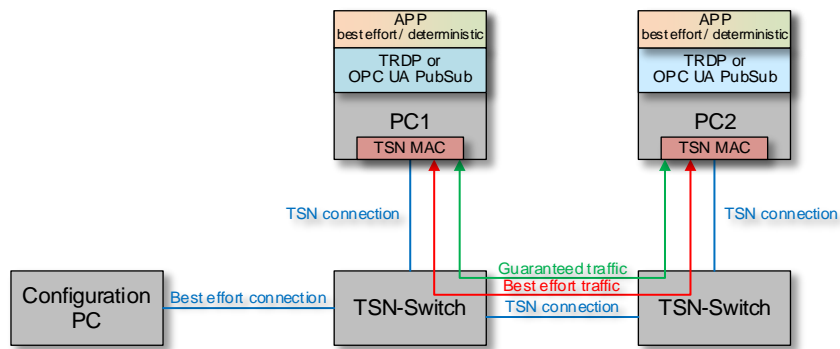 APP
best effort / deterministic
TRDP or
OPC UA PubSub
PC1
TSN MAC
APP
best effort / deterministic
TRDP or
OPC UA PubSub
PC2
TSN MAC
TSN connection
TSN connection
Guaranteed traffic
Best effort traffic
TSN connection
Configuration
PC
Best effort connection
TSN-Switch
TSN-Switch